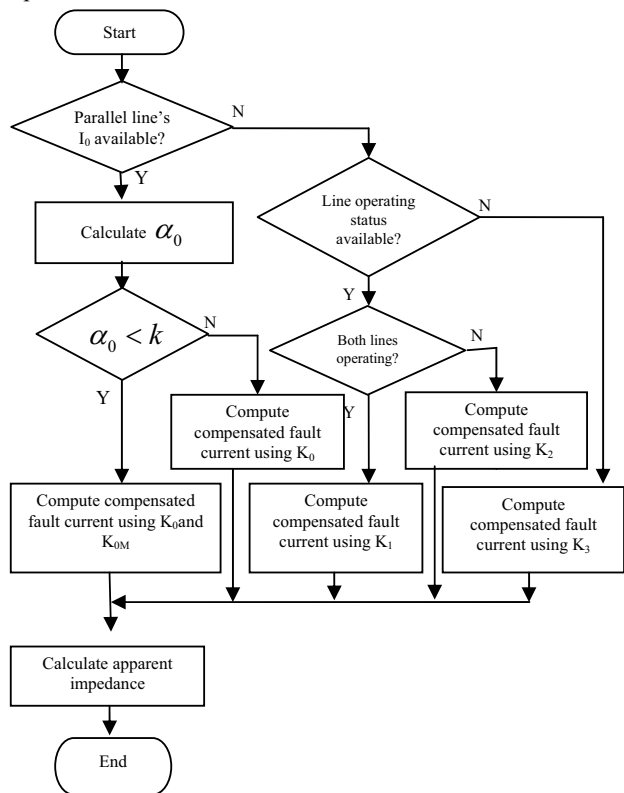 Start
Parallel line's
I₀ available?
N
Y
Calculate α₀
Line operating
status
available?
N
Y
α₀ < k
N
Y
Both lines
operating?
N
Y
Compute
compensated fault
current using K₀
Compute
compensated fault
current using K₂
Compute compensated
fault current using K₀and
K₀M
Compute
compensated fault
current using K₁
Compute
compensated fault
current using K₃
Calculate apparent
impedance
End